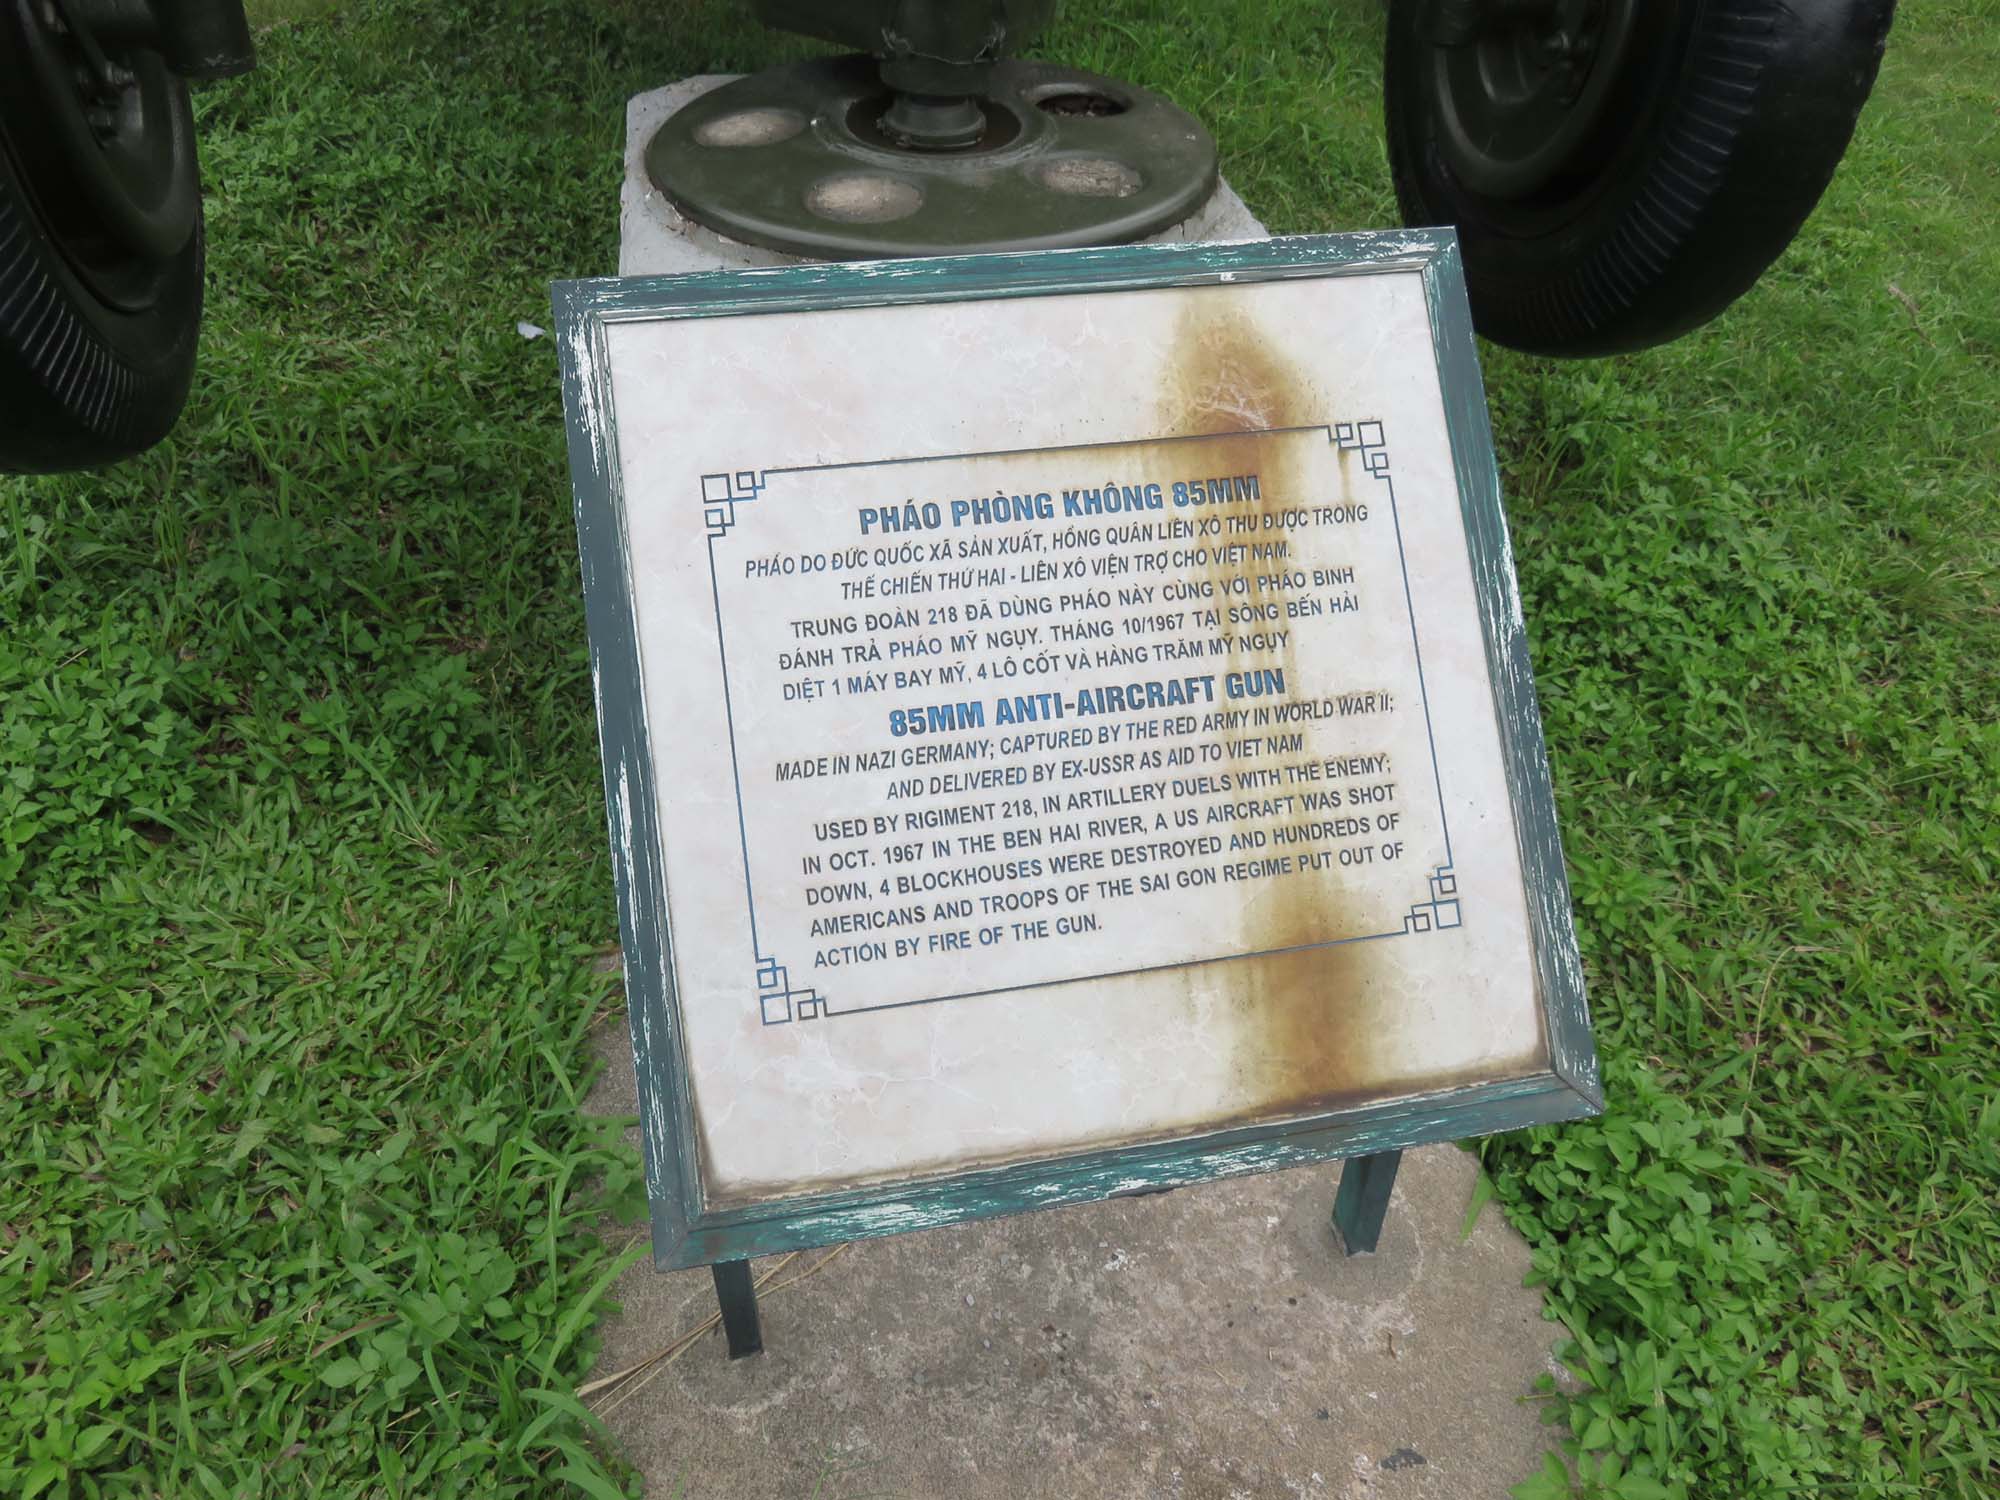 PHÁO PHÒNG KHÔNG 85MM
PHÁO DO ĐỨC QUỐC XÃ SẢN XUẤT, HỒNG QUÂN LIÊN XÔ THU ĐƯỢC TRONG
THẾ CHIẾN THỨ HAI - LIÊN XÔ VIỆN TRỢ CHO VIỆT NAM.
TRUNG ĐOÀN 218 ĐÃ DÙNG PHÁO NÀY CÙNG VỚI PHÁO BINH
ĐÁNH TRẢ PHÁO MỸ NGỤY. THÁNG 10/1967 TẠI SÔNG BẾN HẢI
DIỆT 1 MÁY BAY MỸ, 4 LÔ CỐT VÀ HÀNG TRĂM MỸ NGỤY
85MM ANTI-AIRCRAFT GUN
MADE IN NAZI GERMANY; CAPTURED BY THE RED ARMY IN WORLD WAR II;
AND DELIVERED BY EX-USSR AS AID TO VIET NAM
USED BY RIGIMENT 218, IN ARTILLERY DUELS WITH THE ENEMY;
IN OCT. 1967 IN THE BEN HAI RIVER, A US AIRCRAFT WAS SHOT
DOWN, 4 BLOCKHOUSES WERE DESTROYED AND HUNDREDS OF
AMERICANS AND TROOPS OF THE SAI GON REGIME PUT OUT OF
ACTION BY FIRE OF THE GUN.